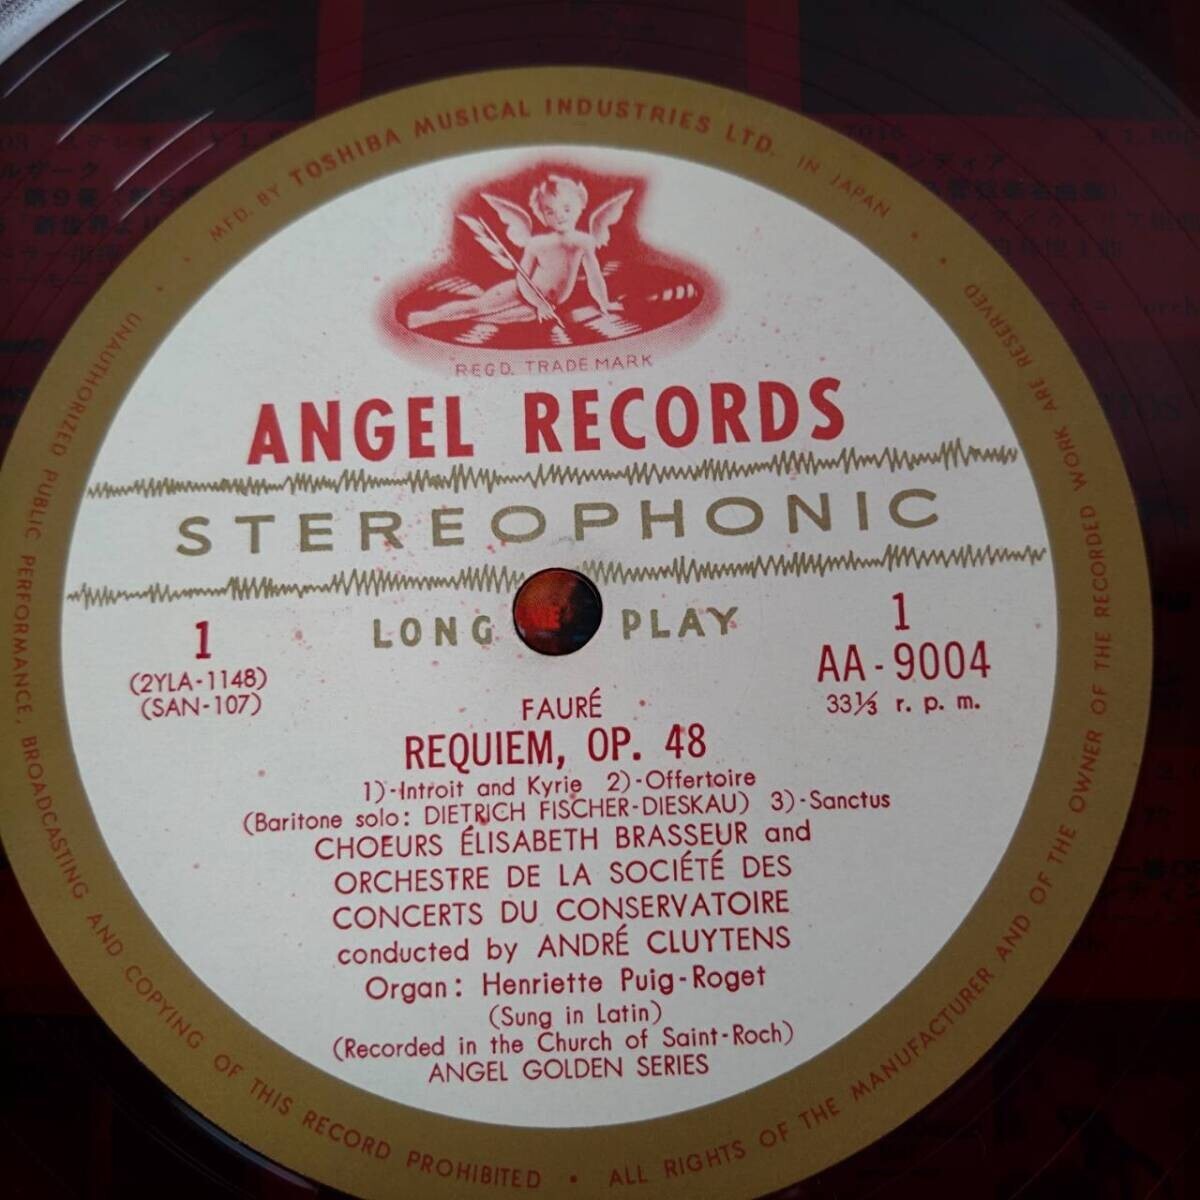 MFD. BY TOSHIBA MUSICAL INDUSTRIES LTD. IN JAPAN
REGD. TRADE MARK
ANGEL RECORDS
STEREOPHONIC
LONG PLAY
1
(2YLA-1148)
(SAN-107)
1
AA-9004
33⅓ r. p. m.
FAURÉ
REQUIEM, OP. 48
1)-Introit and Kyrie 2)-Offertoire
(Baritone solo: DIETRICH FISCHER-DIESKAU) 3)-Sanctus
CHOEURS ÉLISABETH BRASSEUR and
ORCHESTRE DE LA SOCIÉTÉ DES
CONCERTS DU CONSERVATOIRE
conducted by ANDRÉ CLUYTENS
Organ: Henriette Puig-Roget
(Sung in Latin)
(Recorded in the Church of Saint-Roch)
ANGEL GOLDEN SERIES
UNAUTHORIZED PUBLIC PERFORMANCE, BROADCASTING AND COPYING OF THIS RECORD PROHIBITED • ALL RIGHTS OF THE MANUFACTURER AND OF THE OWNER OF THE RECORDED WORK ARE RESERVED